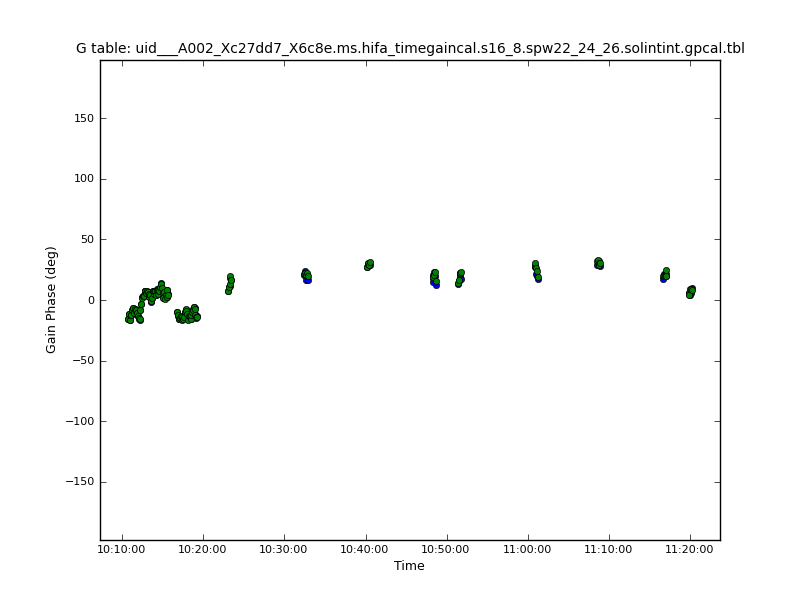 G table: uid___A002_Xc27dd7_X6c8e.ms.hifa_timegaincal.s16_8.spw22_24_26.solintint.gpcal.tbl
150
100
50
0
−50
−100
−150
Gain Phase (deg)
10:10:00 10:20:00 10:30:00 10:40:00 10:50:00 11:00:00 11:10:00 11:20:00
Time